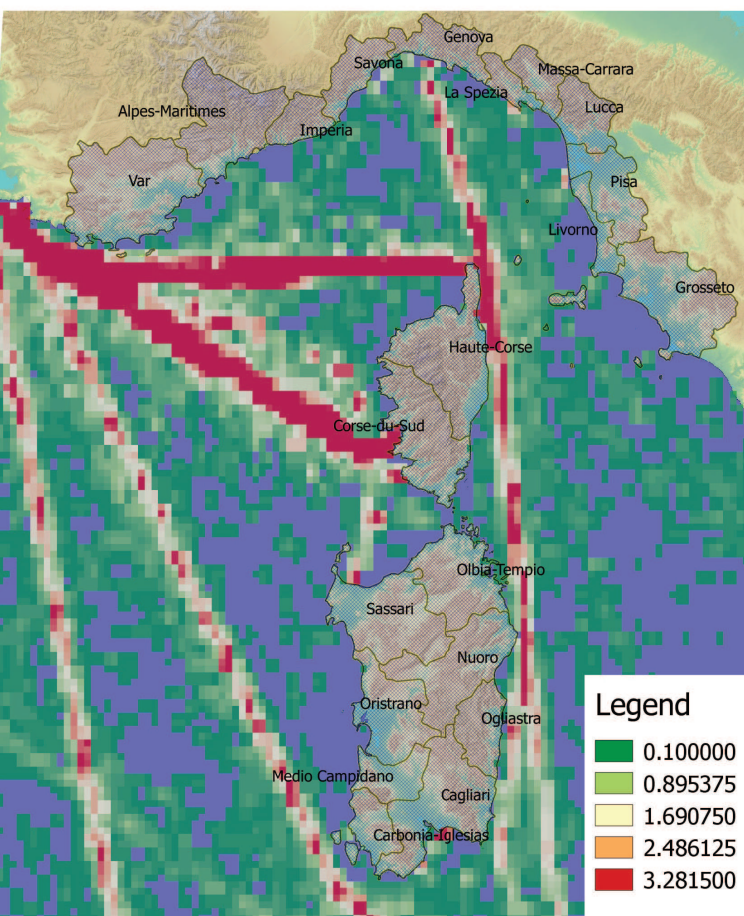 Genova
Savona
Massa-Carrara
La Spezia
Alpes-Maritimes
Lucca
Imperia
Var
Pisa
Livorno
Grosseto
Haute-Corse
Corse-du-Sud
Olbia-Tempio
Sassari
Nuoro
Oristrano
Ogliastra
Medio Campidano
Cagliari
Carbonia-Iglesias
Legend
0.100000
0.895375
1.690750
2.486125
3.281500